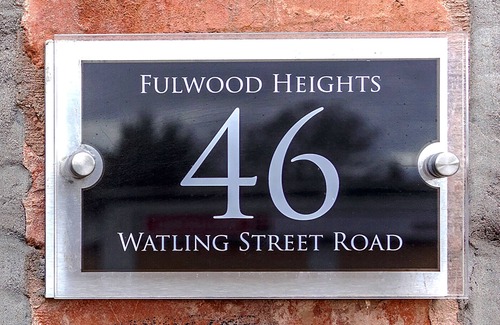 Fulwood Heights
46
Watling Street Road